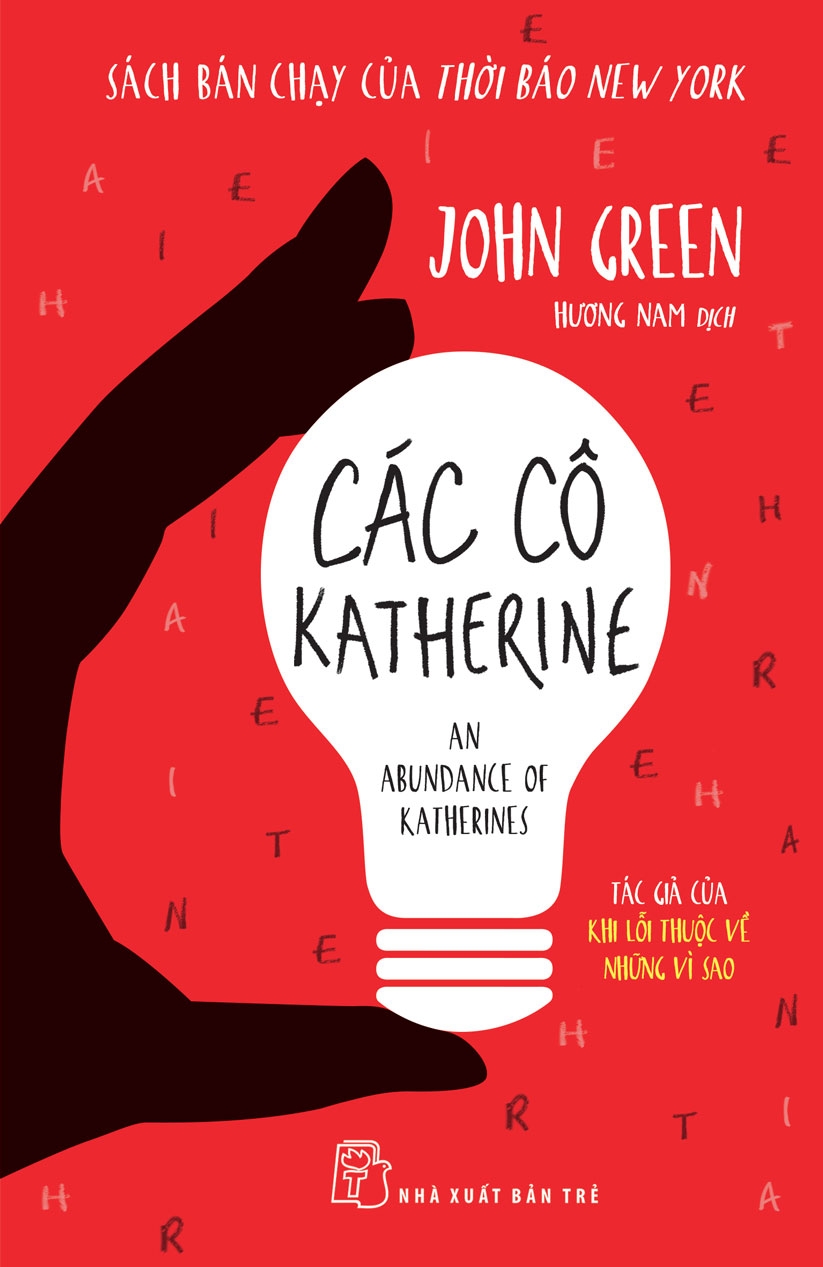 SÁCH BÁN CHẠY CỦA THỜI BÁO NEW YORK
E
I E E
A E
I
H
JOHN GREEN
HƯƠNG NAM DỊCH
T
E
CÁC CÔ
KATHERINE
I H
A N
E R
AN
ABUNDANCE OF
KATHERINES
I E H
T A
N
E
TÁC GIẢ CỦA
KHI LỖI THUỘC VỀ
NHỮNG VÌ SAO
H N
R T I
T
NHÀ XUẤT BẢN TRẺ
H A
R